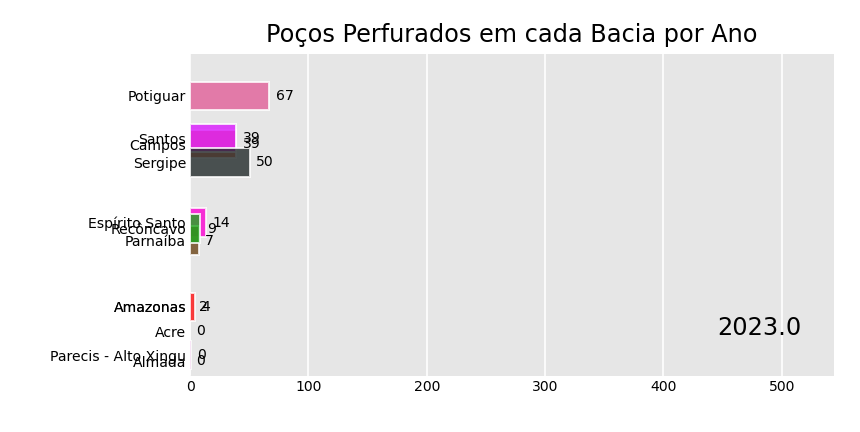 Poços Perfurados em cada Bacia por Ano
Potiguar 67
Santos 39
Campos 39
Sergipe 50
Espírito Santo 14
Recôncavo 9
Parnaíba 7
Amazonas 2 4
Acre 0
2023.0
Parecis - Alto Xingu 0
Almada 0
0 100 200 300 400 500